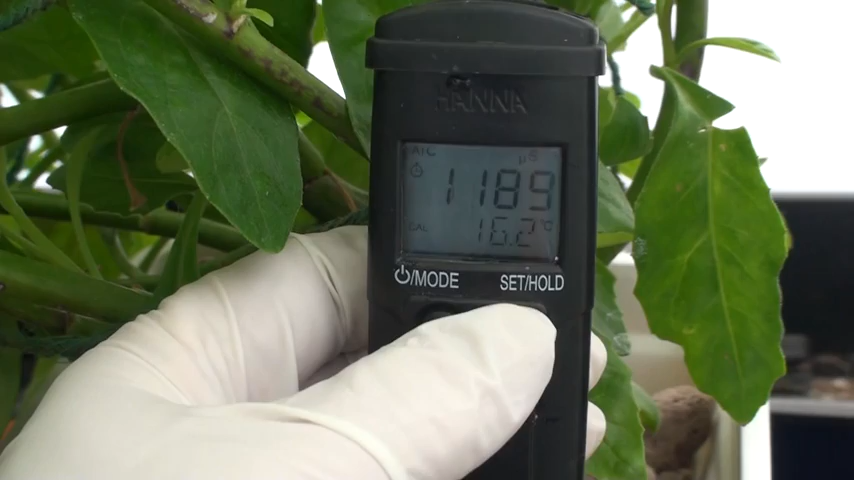 HANNA
ATC
µS
1189
CAL 16.2 °C
⏻/MODE SET/HOLD